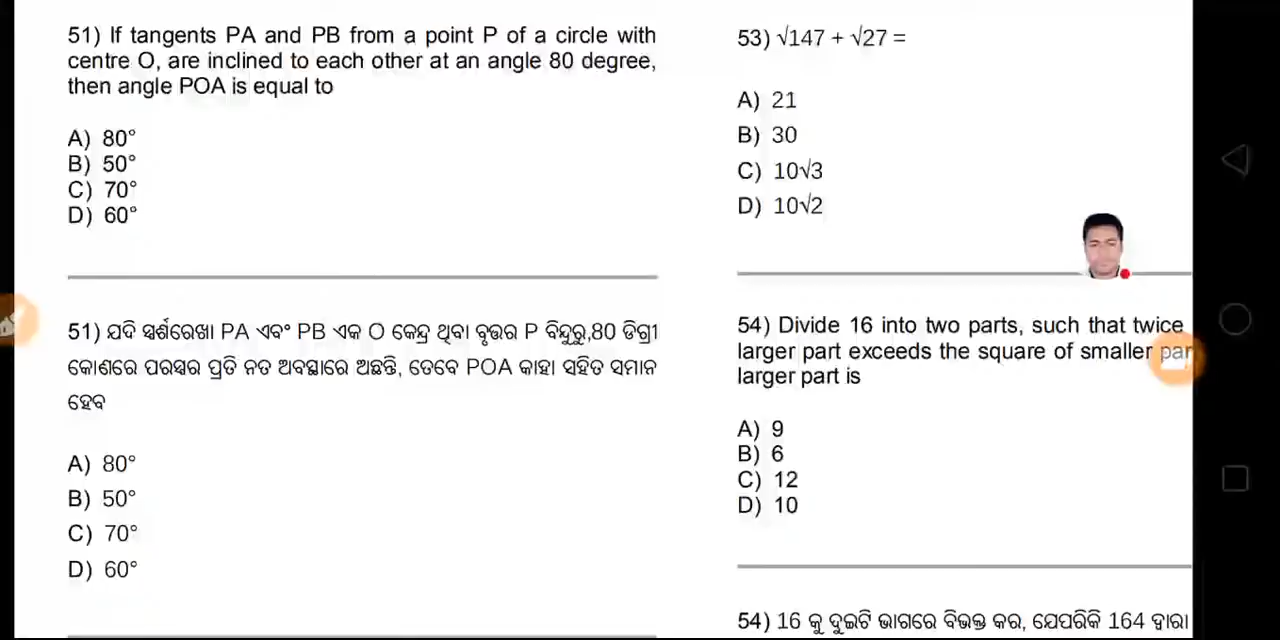 51) If tangents PA and PB from a point P of a circle with
centre O, are inclined to each other at an angle 80 degree,
then angle POA is equal to
A) 80°
B) 50°
C) 70°
D) 60°
51) ଯଦି ସ୍ପର୍ଶରେଖା PA ଏବଂ PB ଏକ O କେନ୍ଦ୍ର ଥିବା ବୃତ୍ତର P ବିନ୍ଦୁରୁ,80 ଡିଗ୍ରୀ
କୋଣରେ ପରସ୍ପର ପ୍ରତି ନତ ଅବସ୍ଥାରେ ଅଛନ୍ତି, ତେବେ POA କାହା ସହିତ ସମାନ
ହେବ
A) 80°
B) 50°
C) 70°
D) 60°
53) √147 + √27 =
A) 21
B) 30
C) 10√3
D) 10√2
54) Divide 16 into two parts, such that twice
larger part exceeds the square of smaller par
larger part is
A) 9
B) 6
C) 12
D) 10
54) 16 କୁ ଦୁଇଟି ଭାଗରେ ବିଭକ୍ତ କର, ଯେପରିକି 164 ଦ୍ୱାରା